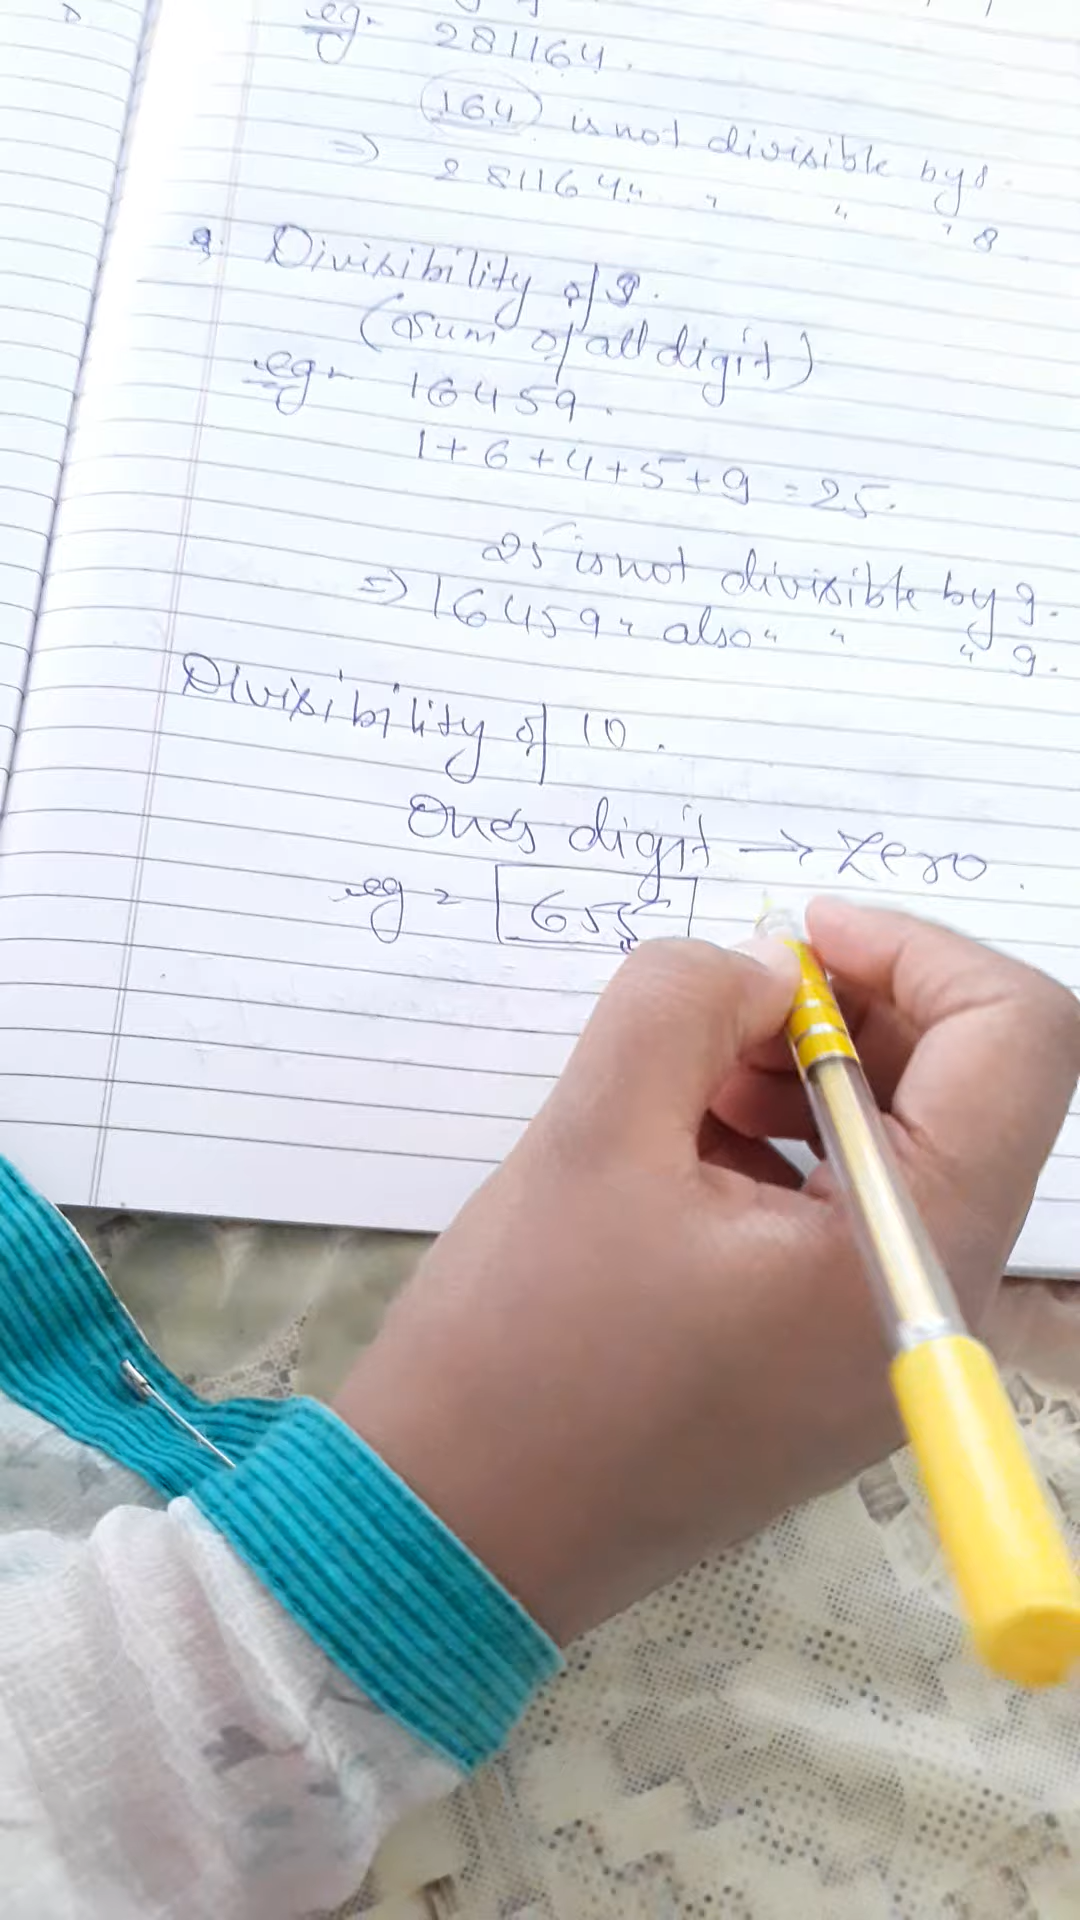 eg- 281164.
164 is not divisible by 8.
⇒ 281164 " " " " 8
9. Divisibility of 9.
(Sum of all digit)
eg- 16459.
1+6+4+5+9=25.
25 is not divisible by 9.
⇒ 16459 " also " " " 9.
Divisibility of 10.
One's digit → Zero.
eg =